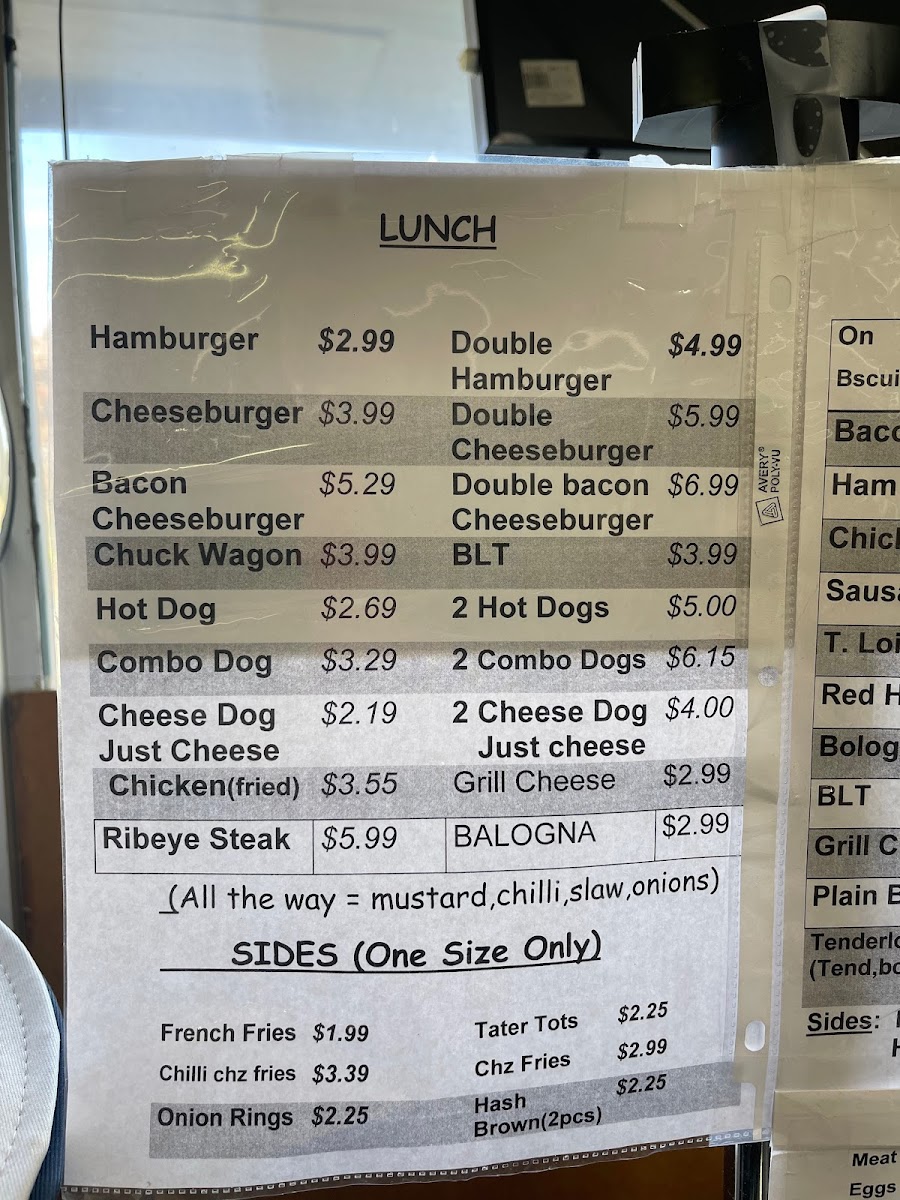 LUNCH
Hamburger $2.99 Double $4.99
Hamburger
Cheeseburger $3.99 Double $5.99
Cheeseburger
Bacon $5.29 Double bacon $6.99
Cheeseburger Cheeseburger
Chuck Wagon $3.99 BLT $3.99
Hot Dog $2.69 2 Hot Dogs $5.00
Combo Dog $3.29 2 Combo Dogs $6.15
Cheese Dog $2.19 2 Cheese Dog $4.00
Just Cheese Just cheese
Chicken(fried) $3.55 Grill Cheese $2.99
Ribeye Steak $5.99 BALOGNA $2.99
(All the way = mustard,chilli,slaw,onions)
SIDES (One Size Only)
French Fries $1.99 Tater Tots $2.25
Chilli chz fries $3.39 Chz Fries $2.99
Onion Rings $2.25 Hash $2.25
Brown(2pcs)
AVERY®
POLY-VU
On
Bscui
Baco
Ham
Chicl
Saus
T. Loi
Red H
Bolog
BLT
Grill C
Plain B
Tenderlo
(Tend,bo
Sides:
H
Meat
Eggs